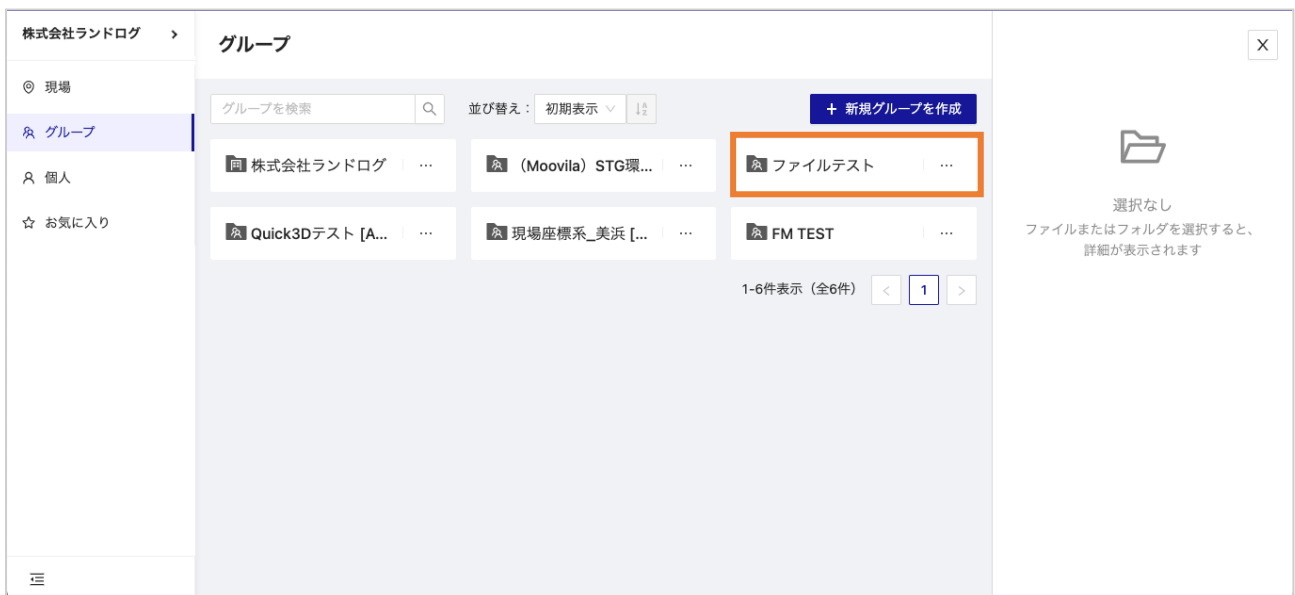 株式会社ランドログ
現場
グループ
個人
お気に入り
グループ
グループを検索
並び替え： 初期表示
+ 新規グループを作成
株式会社ランドログ ...
（Moovila）STG環... ...
ファイルテスト ...
Quick3Dテスト [A... ...
現場座標系_美浜 [... ...
FM TEST ...
1-6件表示（全6件） < 1 >
X
選択なし
ファイルまたはフォルダを選択すると、
詳細が表示されます